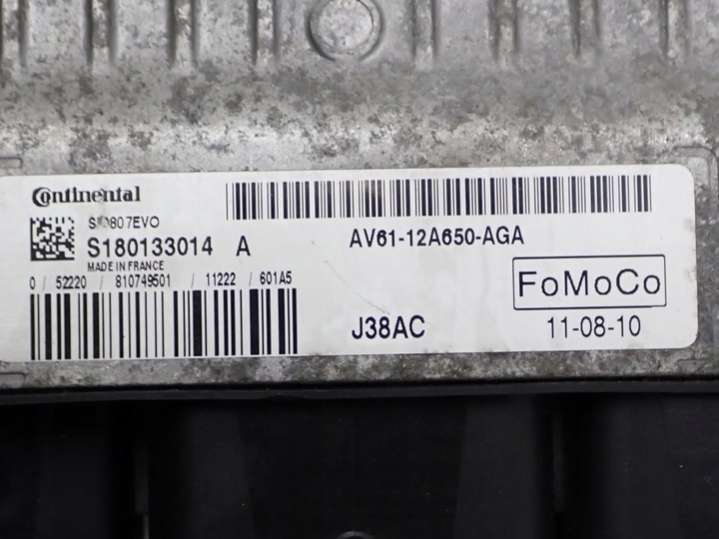 Continental
S180133014 A
MADE IN FRANCE
0 / 52220 / 810749501 / 11222 / 601A5
AV61-12A650-AGA
FoMoCo
J38AC
11-08-10